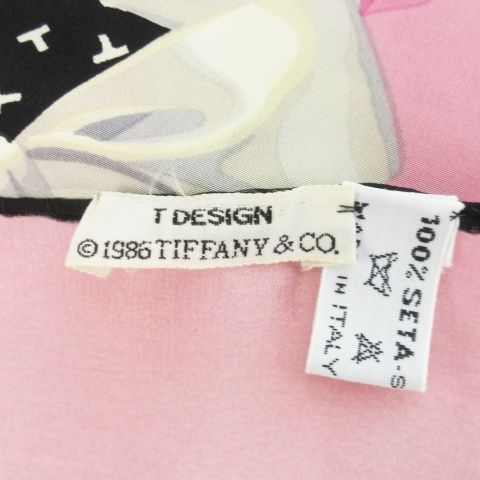 T T
T
T DESIGN
© 1986 TIFFANY & CO.
100% SETA-S
IN ITALY